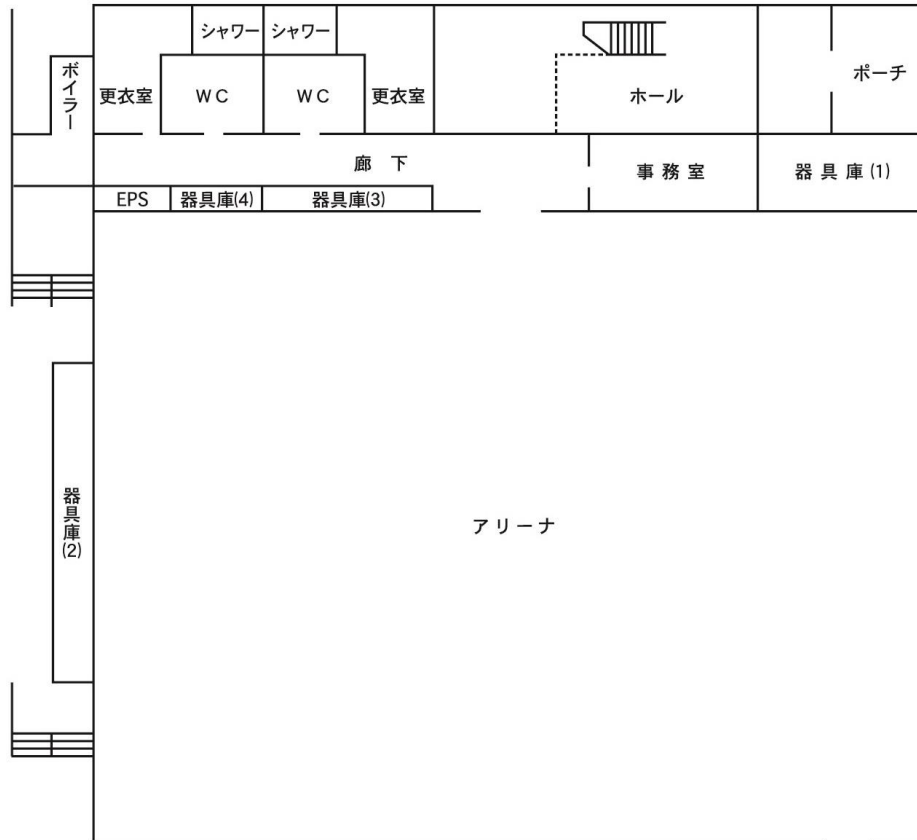 シャワー
シャワー
ボイラー
更衣室
WC
WC
更衣室
ホール
ポーチ
廊下
事務室
器具庫(1)
EPS
器具庫(4)
器具庫(3)
器具庫(2)
アリーナ